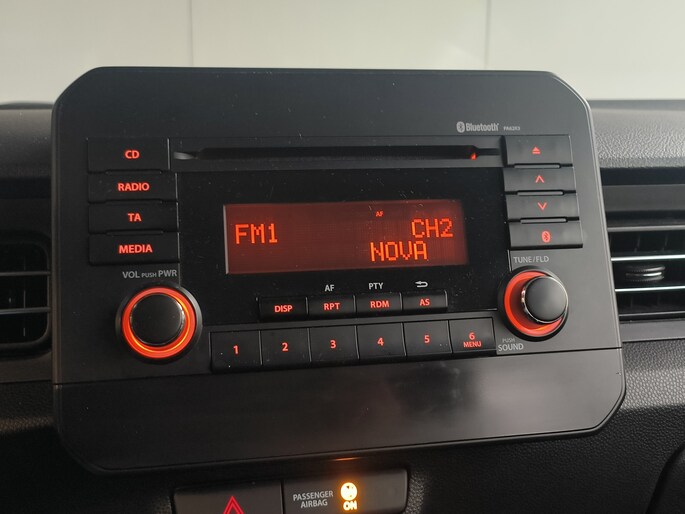 Bluetooth
CD
RADIO
TA
MEDIA
AF
FM1 CH2
NOVA
VOL PUSH PWR
TUNE/FLD
AF PTY
DISP RPT RDM AS
1 2 3 4 5 6
MENU
PUSH
SOUND
PASSENGER
AIRBAG
ON